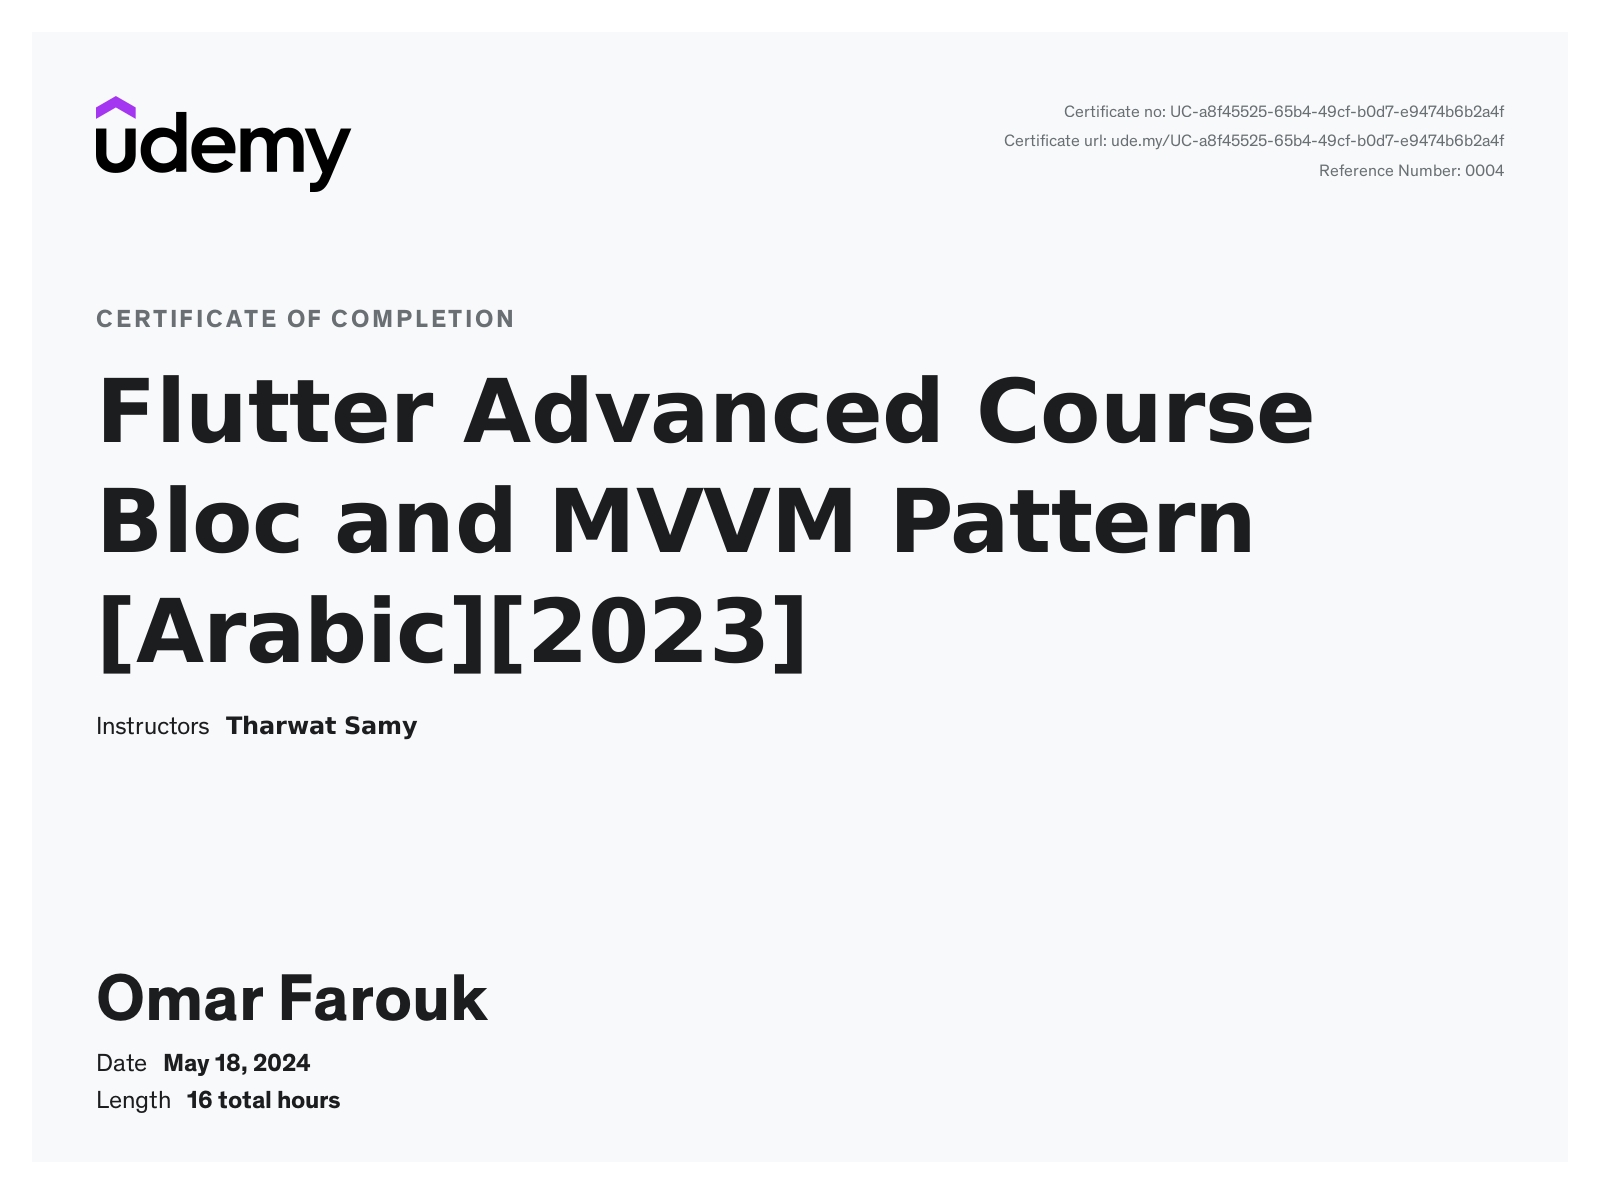 udemy
Certificate no: UC-a8f45525-65b4-49cf-b0d7-e9474b6b2a4f
Certificate url: ude.my/UC-a8f45525-65b4-49cf-b0d7-e9474b6b2a4f
Reference Number: 0004
CERTIFICATE OF COMPLETION
Flutter Advanced Course
Bloc and MVVM Pattern
[Arabic][2023]
Instructors Tharwat Samy
Omar Farouk
Date May 18, 2024
Length 16 total hours